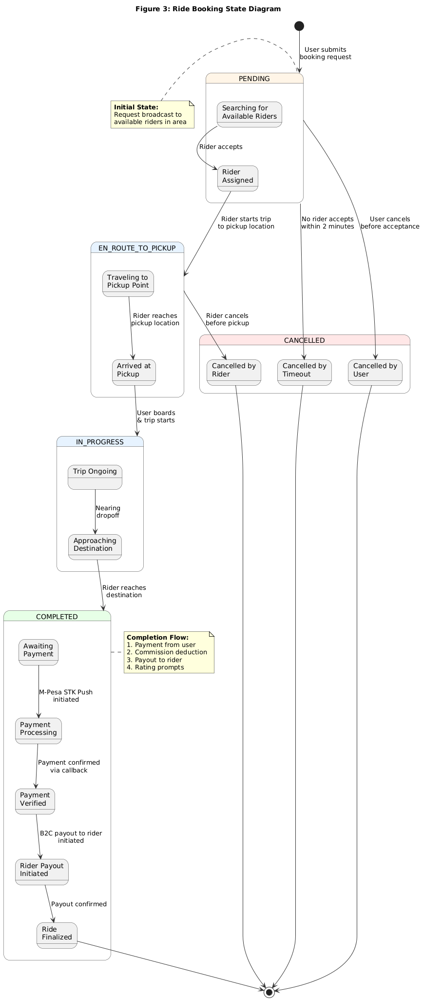 Figure 3: Ride Booking State Diagram
User submits
booking request
PENDING
Initial State:
Request broadcast to
available riders in area
Searching for
Available Riders
Rider accepts
Rider
Assigned
Rider starts trip
to pickup location
No rider accepts
within 2 minutes
User cancels
before acceptance
EN_ROUTE_TO_PICKUP
Traveling to
Pickup Point
Rider reaches
pickup location
Rider cancels
before pickup
CANCELLED
Arrived at
Pickup
Cancelled by
Rider
Cancelled by
Timeout
Cancelled by
User
User boards
& trip starts
IN_PROGRESS
Trip Ongoing
Nearing
dropoff
Approaching
Destination
Rider reaches
destination
COMPLETED
Completion Flow:
1. Payment from user
2. Commission deduction
3. Payout to rider
4. Rating prompts
Awaiting
Payment
M-Pesa STK Push
initiated
Payment
Processing
Payment confirmed
via callback
Payment
Verified
B2C payout to rider
initiated
Rider Payout
Initiated
Payout confirmed
Ride
Finalized